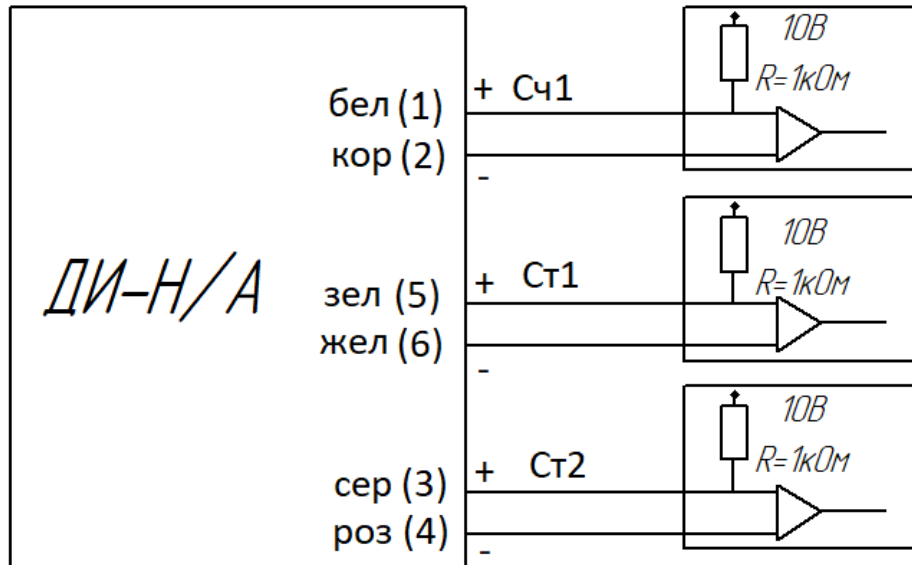 10В
R=1кОм
+ Сч1
бел (1)
кор (2)
-
10В
R=1кОм
ДИ-Н/А
+ Ст1
зел (5)
жел (6)
-
10В
R=1кОм
+ Ст2
сер (3)
роз (4)
-